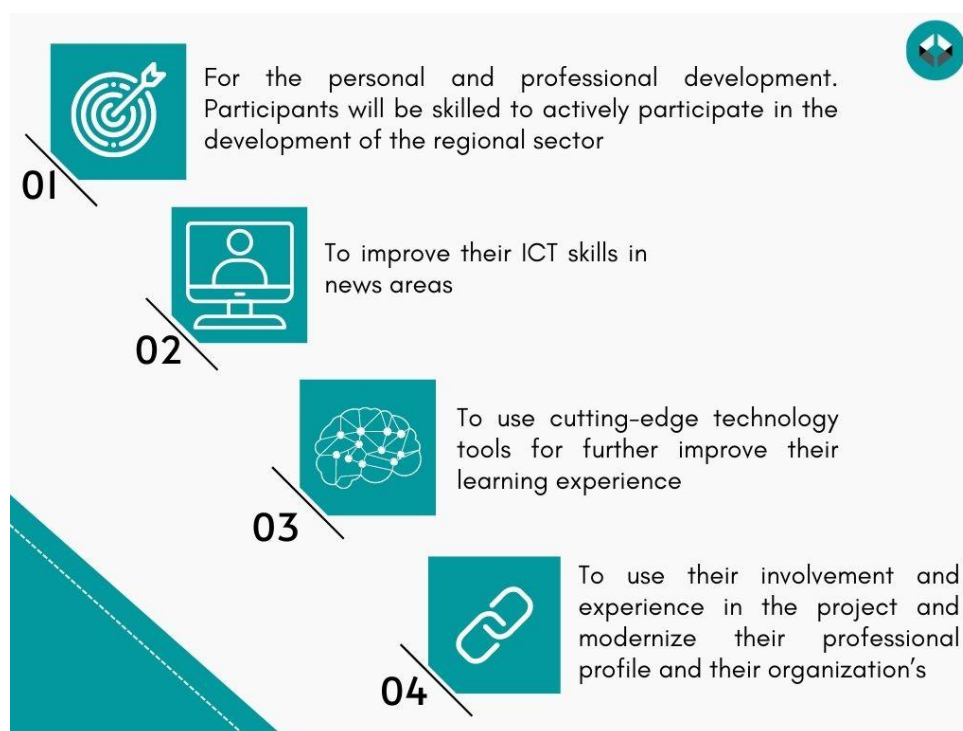 For the personal and professional development.
Participants will be skilled to actively participate in the
development of the regional sector
01
To improve their ICT skills in
news areas
02
To use cutting-edge technology
tools for further improve their
learning experience
03
To use their involvement and
experience in the project and
modernize their professional
profile and their organization's
04